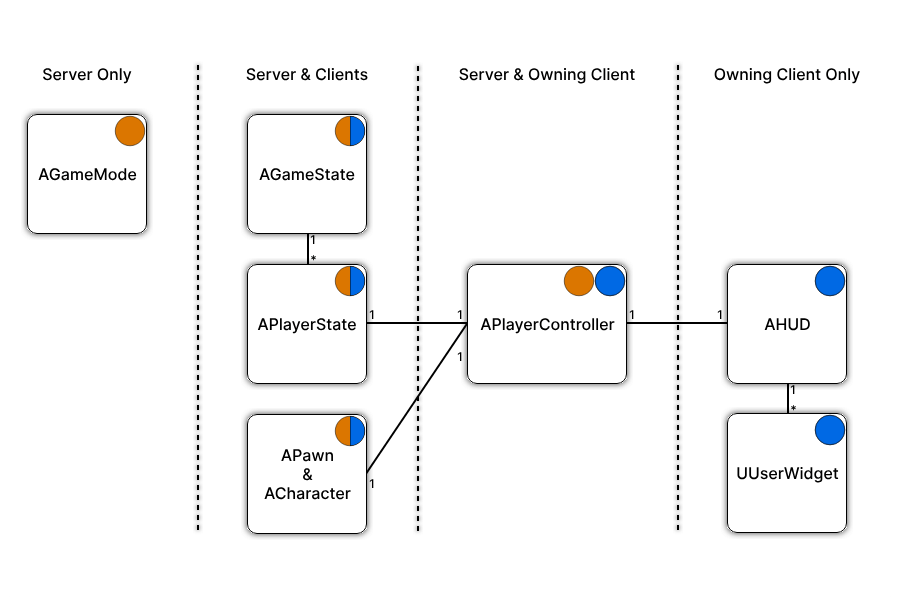 Server Only
Server & Clients
Server & Owning Client
Owning Client Only
AGameMode
AGameState
1
*
APlayerState
1
1
APlayerController
1
1
AHUD
1
1
*
APawn
&
ACharacter
1
UUserWidget